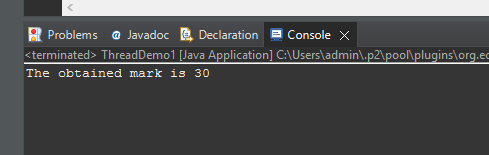 Problems @ Javadoc Declaration Console
<terminated> ThreadDemo1 [Java Application] C:\Users\admin\.p2\pool\plugins\org.ec
The obtained mark is 30